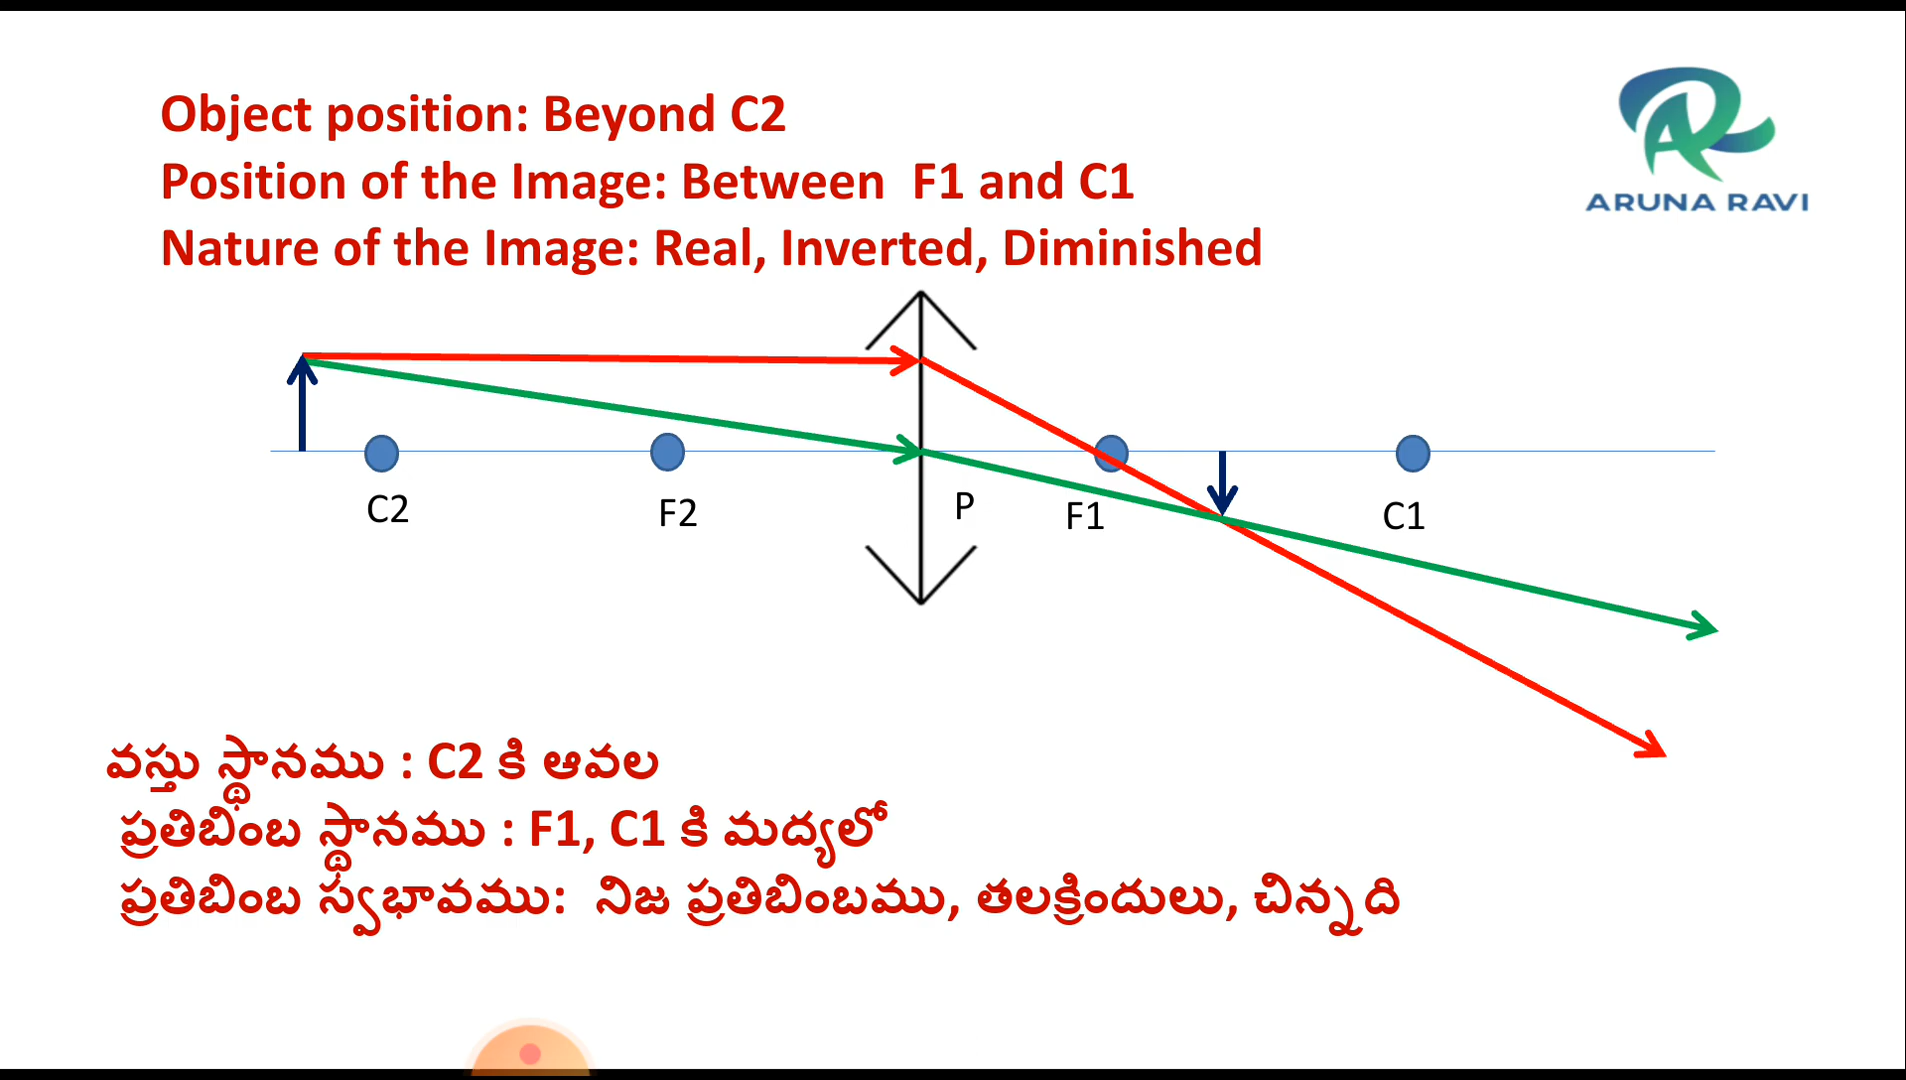 Object position: Beyond C2
Position of the Image: Between F1 and C1
Nature of the Image: Real, Inverted, Diminished
ARUNA RAVI
C2
F2
P
F1
C1
వస్తు స్థానము : C2 కి ఆవల
ప్రతిబింబ స్థానము : F1, C1 కి మద్యలో
ప్రతిబింబ స్వభావము: నిజ ప్రతిబింబము, తలక్రిందులు, చిన్నది